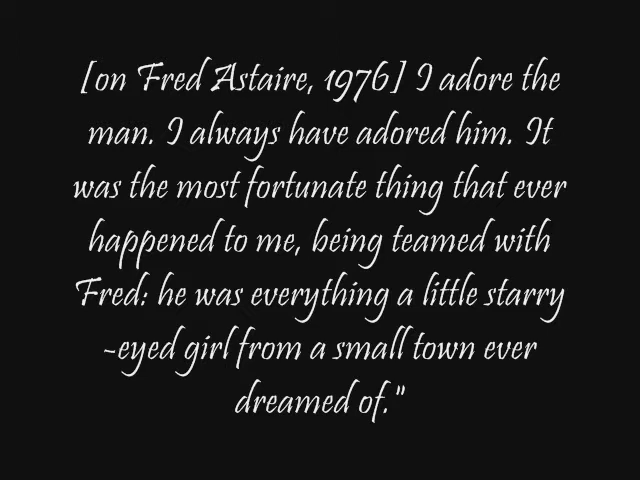 [on Fred Astaire, 1976] I adore the
man. I always have adored him. It
was the most fortunate thing that ever
happened to me, being teamed with
Fred: he was everything a little starry
-eyed girl from a small town ever
dreamed of."